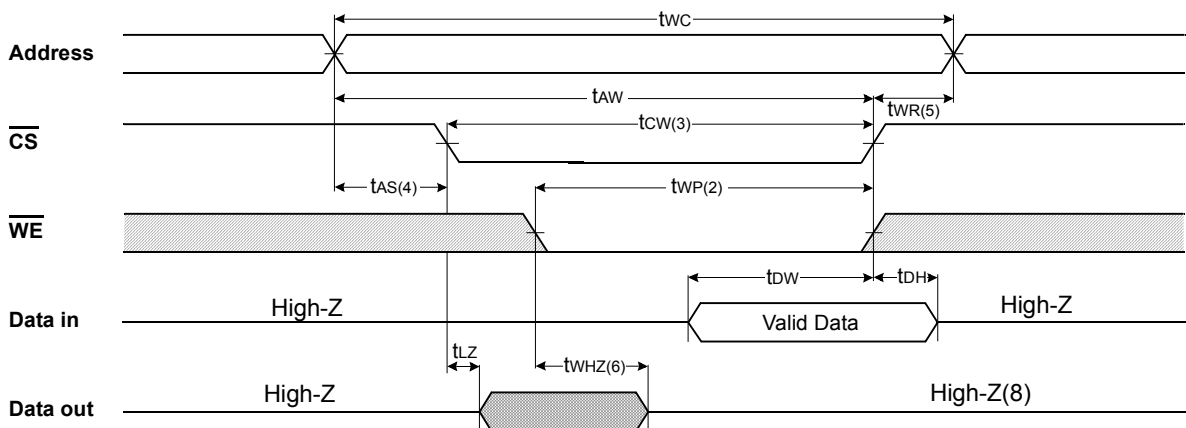 tWC
Address
tAW
tWR(5)
tCW(3)
CS
tAS(4)
tWP(2)
WE
tDW
tDH
High-Z
High-Z
Data in
Valid Data
tLZ
tWHZ(6)
High-Z
High-Z(8)
Data out